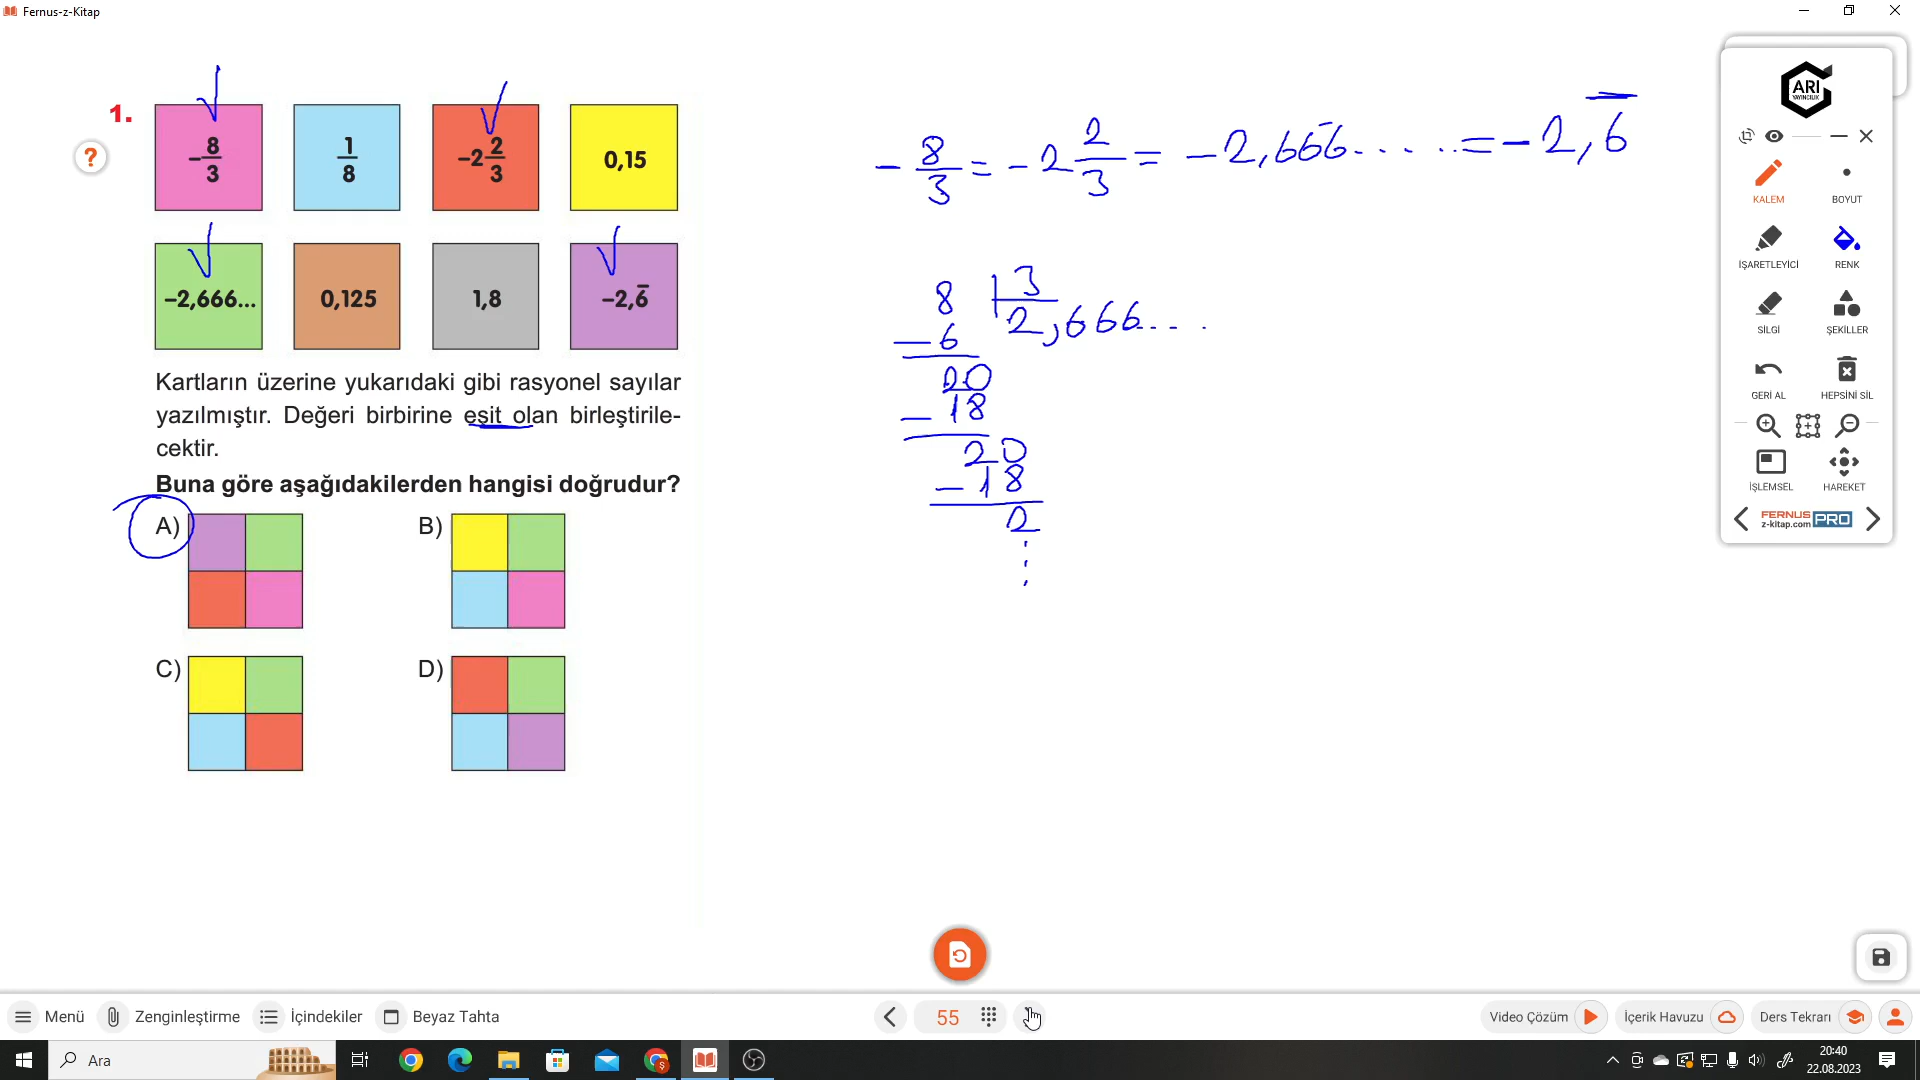 Fernus-z-Kitap
1.
-8/3
1/8
-2 2/3
0,15
-2,666...
0,125
1,8
-2,6̅
Kartların üzerine yukarıdaki gibi rasyonel sayılar
yazılmıştır. Değeri birbirine eşit olan birleştirile-
cektir.
Buna göre aşağıdakilerden hangisi doğrudur?
A)
B)
C)
D)
-8/3 = -2 2/3 = -2,666..... = -2,6̅
8 3
-6 2,666....
20
-18
20
-18
2
ARI
YAYINCILIK
KALEM
BOYUT
İŞARETLEYİCİ
RENK
SİLGİ
ŞEKİLLER
GERİ AL
HEPSİNİ SİL
İŞLEMSEL
HAREKET
FERNUS
z-kitap.com PRO
Menü
Zenginleştirme
İçindekiler
Beyaz Tahta
55
Video Çözüm
İçerik Havuzu
Ders Tekrarı
Ara
20:40
22.08.2023